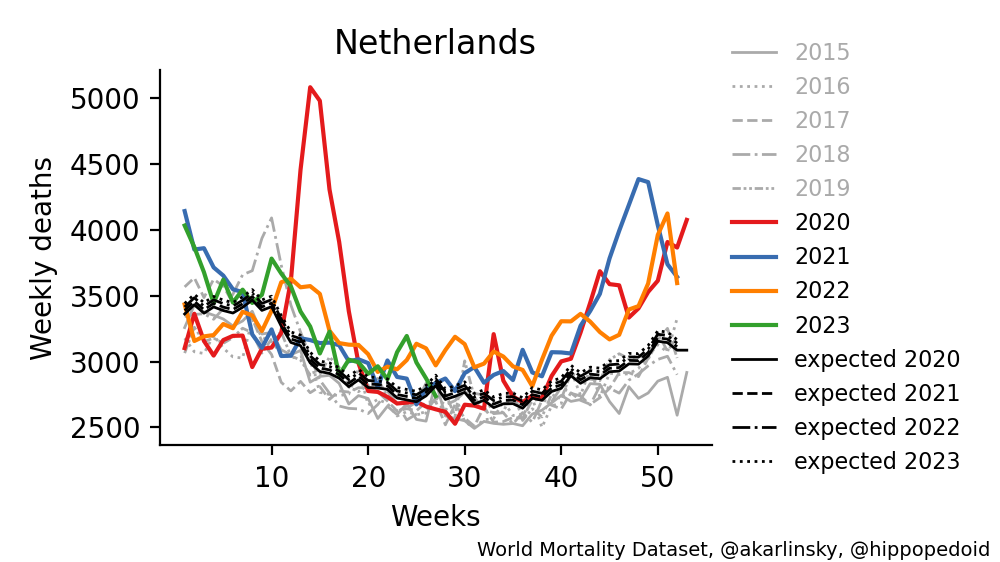 Netherlands
Weekly deaths
5000
4500
4000
3500
3000
2500
10
20
30
40
50
Weeks
2015
2016
2017
2018
2019
2020
2021
2022
2023
expected 2020
expected 2021
expected 2022
expected 2023
World Mortality Dataset, @akarlinsky, @hippopedoid